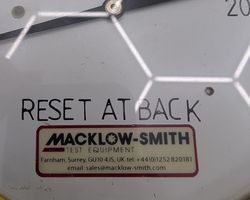 20
RESET AT BACK
MACKLOW-SMITH
TEST EQUIPMENT
Farnham, Surrey, GU10 4JS, UK tel: +44(0)1252 820181
email: sales@macklow-smith.com